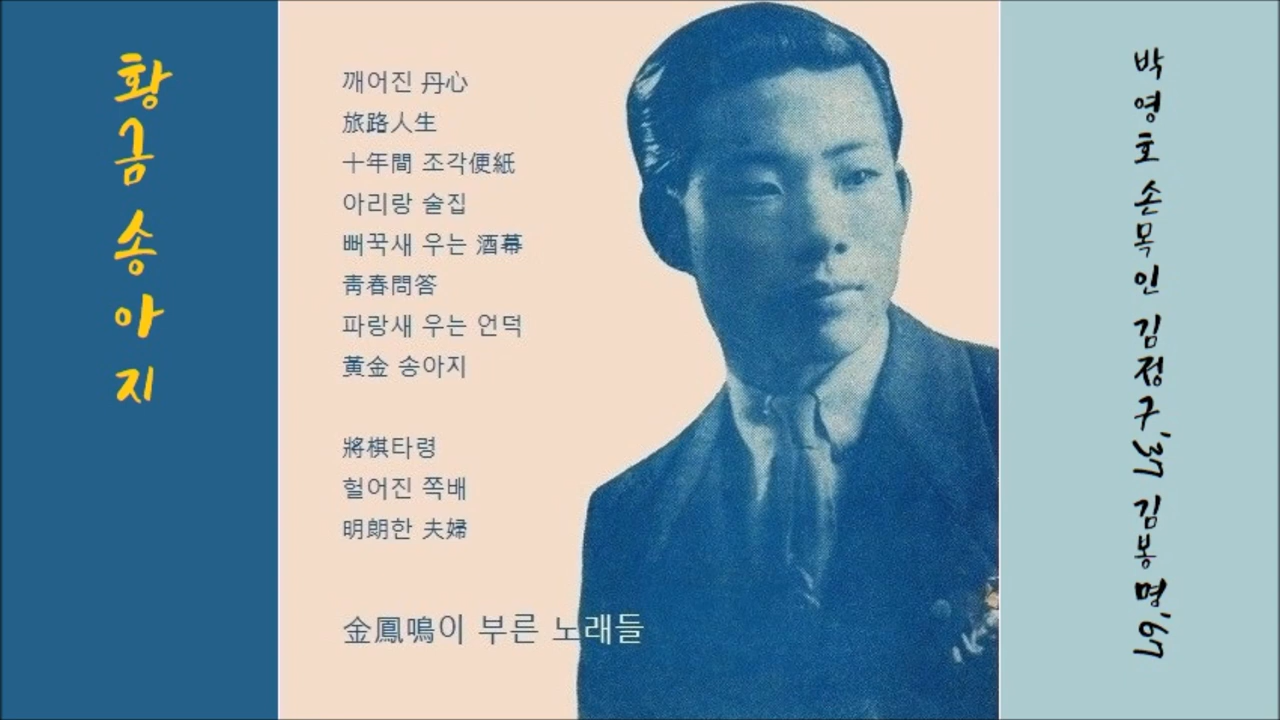 황금 송아지
깨어진 丹心
旅路人生
十年間 조각便紙
아리랑 술집
뻐꾹새 우는 酒幕
靑春問答
파랑새 우는 언덕
黃金 송아지
將棋타령
헐어진 쪽배
明朗한 夫婦
金鳳鳴이 부른 노래들
박영호 손목인 김정구,'37 김봉명,'67